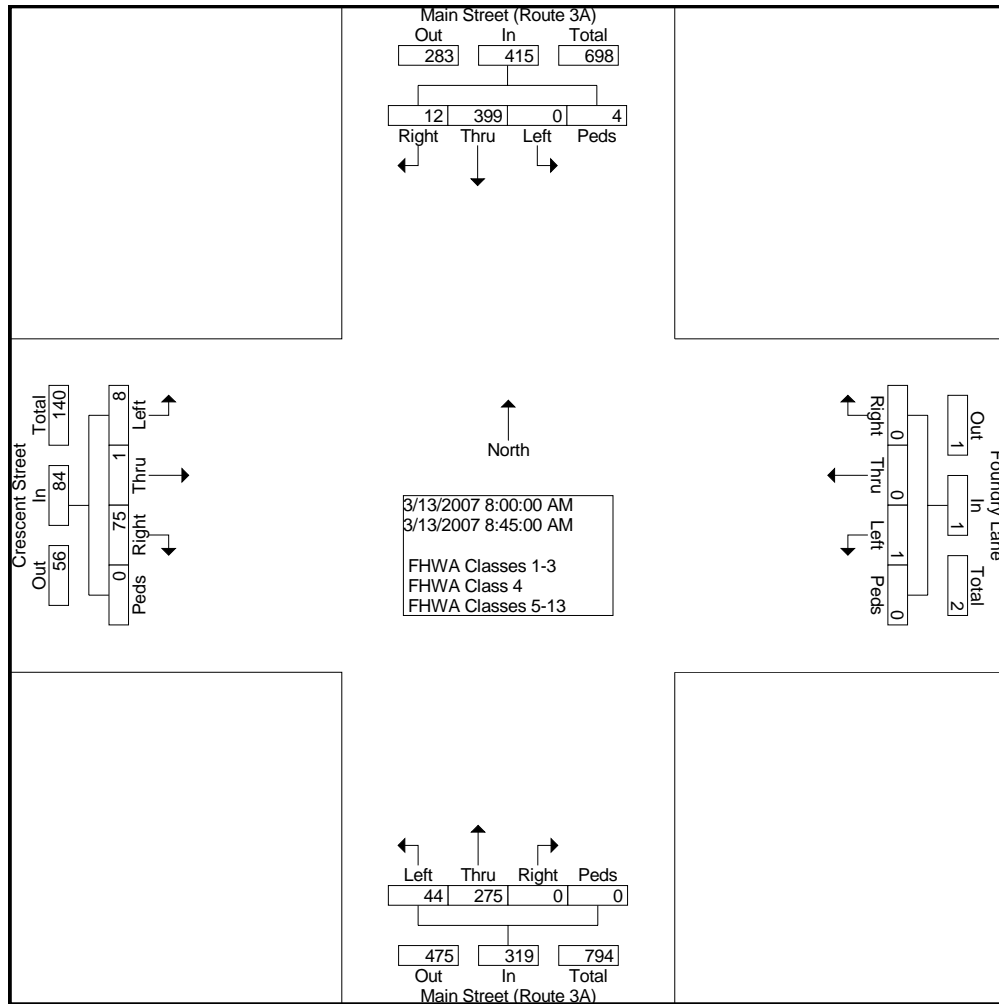 Main Street (Route 3A)
Out In Total
283 415 698
12 399 0 4
Right Thru Left Peds
Crescent Street
Total In Out
140 84 56
8 1 75 0
Left Thru Right Peds
North
3/13/2007 8:00:00 AM
3/13/2007 8:45:00 AM
FHWA Classes 1-3
FHWA Class 4
FHWA Classes 5-13
Foundry Lane
Out In Total
1 1 2
0 0 1 0
Right Thru Left Peds
Left Thru Right Peds
44 275 0 0
475 319 794
Out In Total
Main Street (Route 3A)